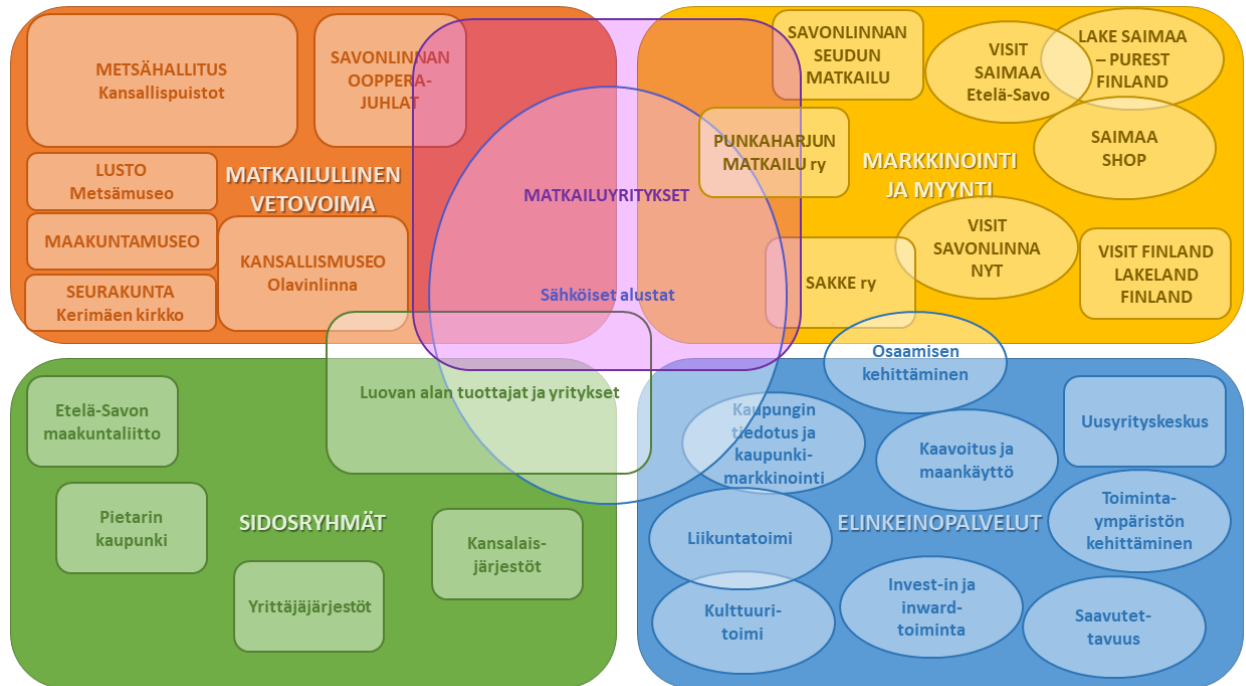 METSÄHALLITUS
Kansallispuistot
SAVONLINNAN
OOPPERA-
JUHLAT
LUSTO
Metsämuseo
MATKAILULLINEN
VETOVOIMA
MAAKUNTAMUSEO
KANSALLISMUSEO
Olavinlinna
SEURAKUNTA
Kerimäen kirkko
MATKAILUYRITYKSET
Sähköiset alustat
SAVONLINNAN
SEUDUN
MATKAILU
VISIT
SAIMAA
Etelä-Savo
LAKE SAIMAA
– PUREST
FINLAND
PUNKAHARJUN
MATKAILU ry
MARKKINOINTI
JA MYYNTI
SAIMAA
SHOP
SAKKE ry
VISIT
SAVONLINNA
NYT
VISIT FINLAND
LAKELAND
FINLAND
Luovan alan tuottajat ja yritykset
Etelä-Savon
maakuntaliitto
Pietarin
kaupunki
SIDOSRYHMÄT
Kansalais-
järjestöt
Yrittäjäjärjestöt
Osaamisen
kehittäminen
Kaupungin
tiedotus ja
kaupunki-
markkinointi
Kaavoitus ja
maankäyttö
Uusyrityskeskus
Liikuntatoimi
ELINKEINOPALVELUT
Toiminta-
ympäristön
kehittäminen
Kulttuuri-
toimi
Invest-in ja
inward-
toiminta
Saavutet-
tavuus